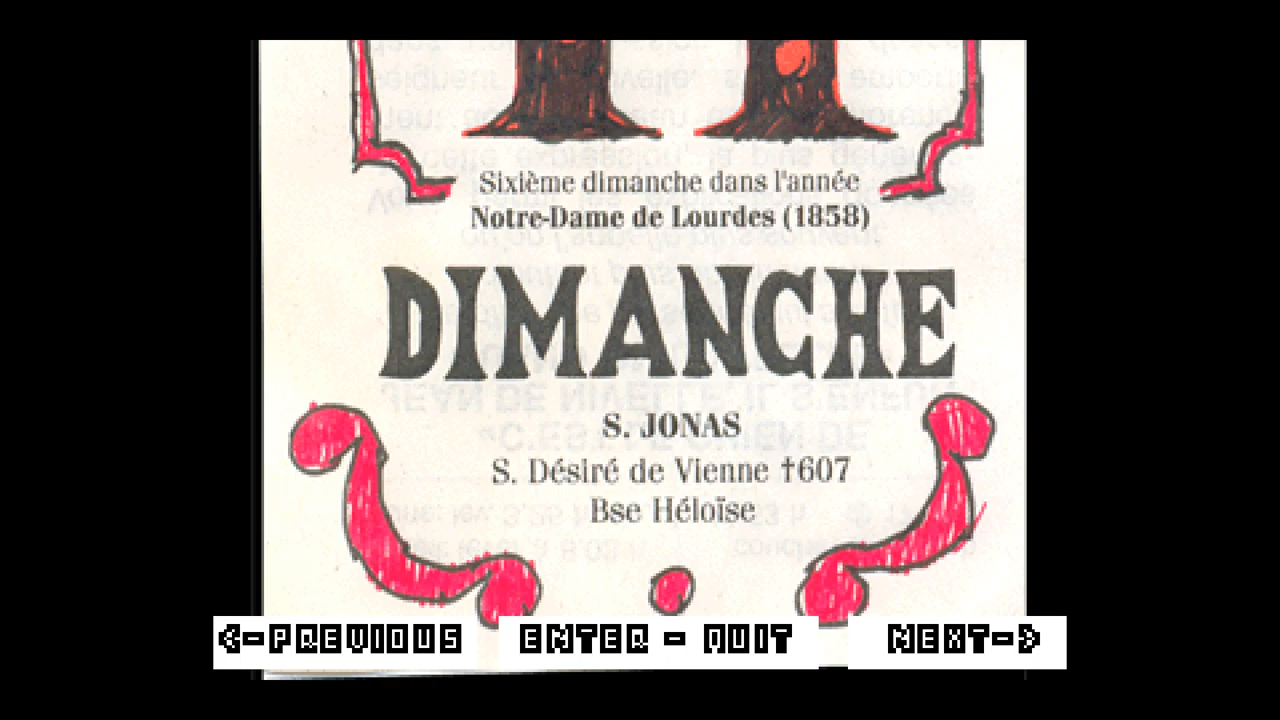 Sixième dimanche dans l'année
Notre-Dame de Lourdes (1858)
DIMANCHE
S. JONAS
S. Désiré de Vienne †607
Bse Héloïse
<-PREVIOUS ENTER - QUIT NEXT->